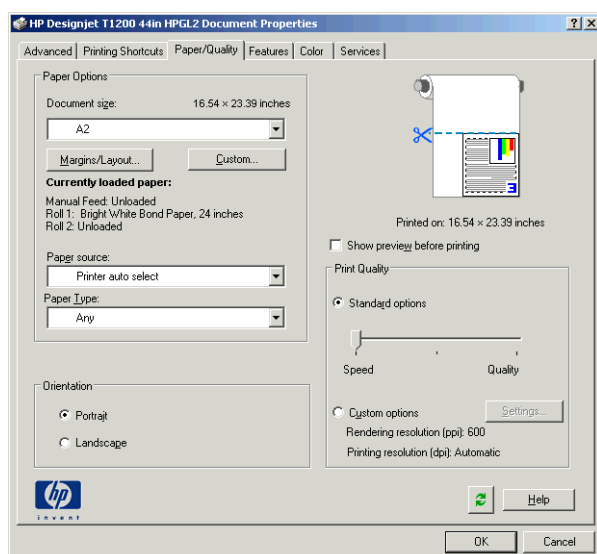 HP Designjet T1200 44in HPGL2 Document Properties
Advanced Printing Shortcuts Paper/Quality Features Color Services
Paper Options
Document size: 16.54 × 23.39 inches
A2
Margins/Layout... Custom...
Currently loaded paper:
Manual Feed: Unloaded
Roll 1: Bright White Bond Paper, 24 inches
Roll 2: Unloaded
Paper source:
Printer auto select
Paper Type:
Any
Orientation
Portrait
Landscape
Printed on: 16.54 × 23.39 inches
Show preview before printing
Print Quality
Standard options
Speed Quality
Custom options Settings...
Rendering resolution (ppi): 600
Printing resolution (dpi): Automatic
hp
invent
Help
OK Cancel